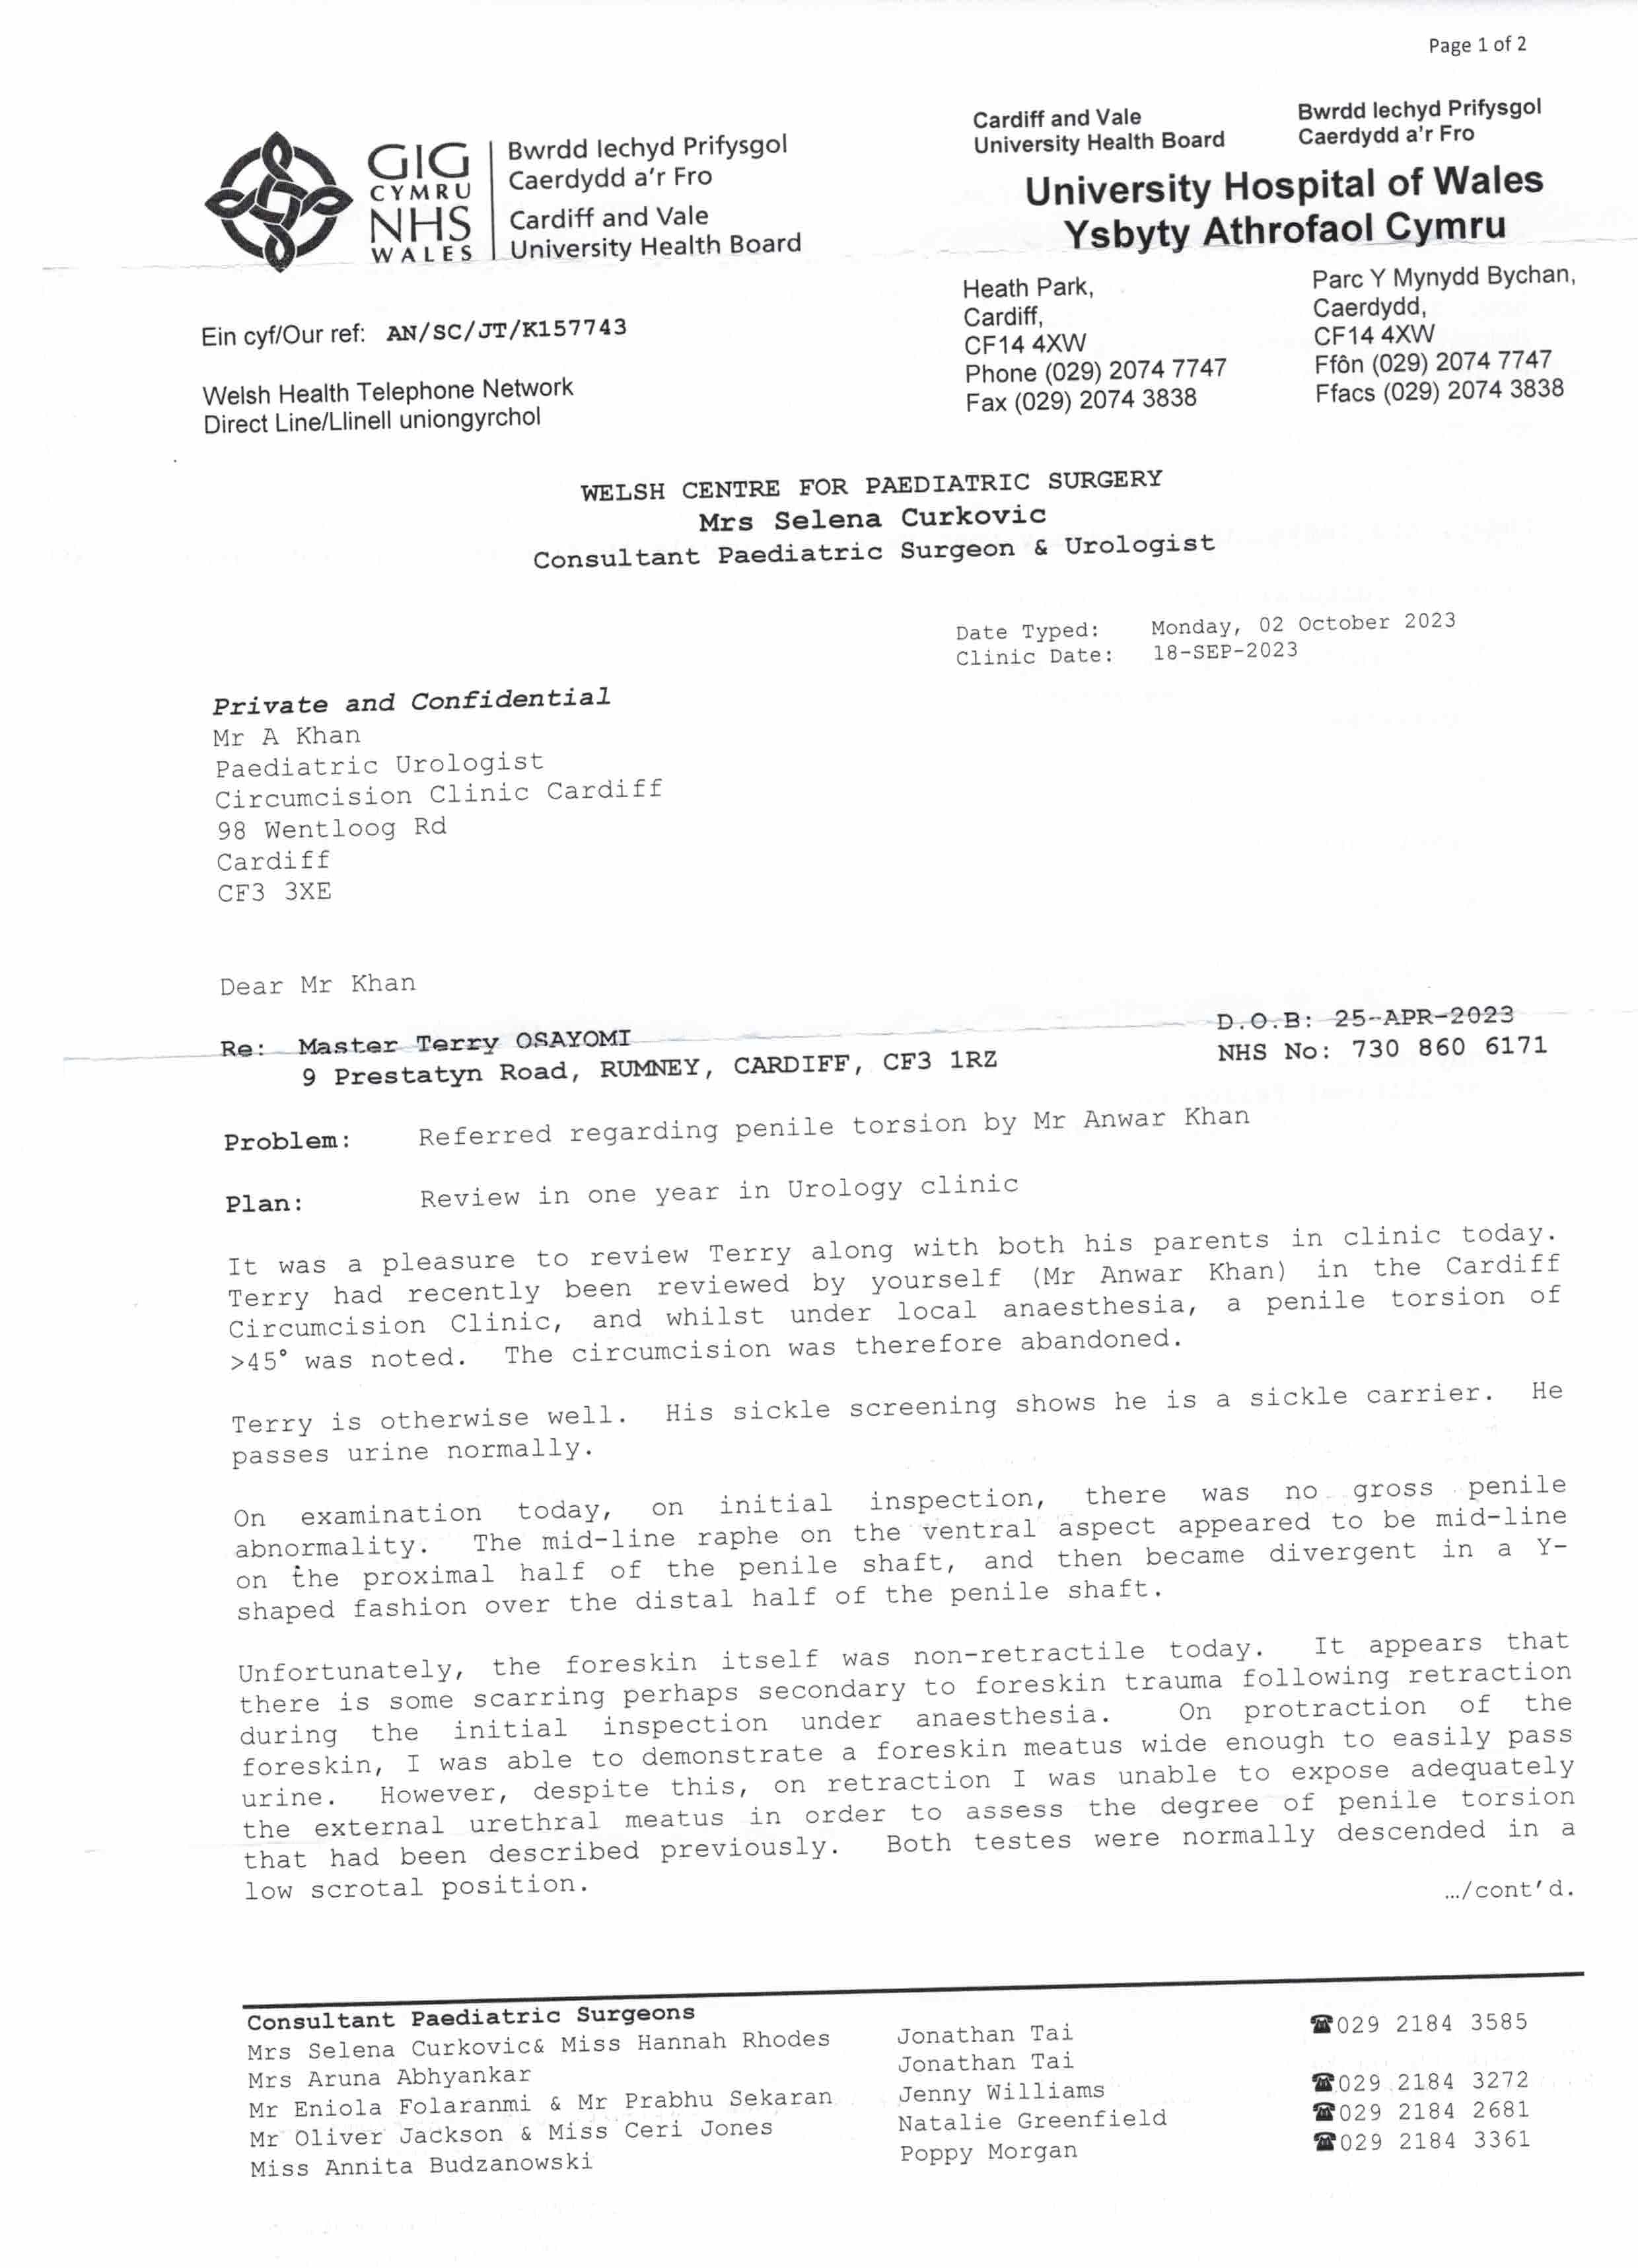 Page 1 of 2
GIG
CYMRU
NHS
WALES
Bwrdd Iechyd Prifysgol
Caerdydd a'r Fro
Cardiff and Vale
University Health Board
Cardiff and Vale
University Health Board
Bwrdd Iechyd Prifysgol
Caerdydd a'r Fro
University Hospital of Wales
Ysbyty Athrofaol Cymru
Heath Park,
Cardiff,
CF14 4XW
Phone (029) 2074 7747
Fax (029) 2074 3838
Parc Y Mynydd Bychan,
Caerdydd,
CF14 4XW
Ffôn (029) 2074 7747
Ffacs (029) 2074 3838
Ein cyf/Our ref: AN/SC/JT/K157743
Welsh Health Telephone Network
Direct Line/Llinell uniongyrchol
WELSH CENTRE FOR PAEDIATRIC SURGERY
Mrs Selena Curkovic
Consultant Paediatric Surgeon & Urologist
Date Typed: Monday, 02 October 2023
Clinic Date: 18-SEP-2023
Private and Confidential
Mr A Khan
Paediatric Urologist
Circumcision Clinic Cardiff
98 Wentloog Rd
Cardiff
CF3 3XE
Dear Mr Khan
Re: Master Terry OSAYOMI D.O.B: 25-APR-2023
9 Prestatyn Road, RUMNEY, CARDIFF, CF3 1RZ NHS No: 730 860 6171
Problem: Referred regarding penile torsion by Mr Anwar Khan
Plan: Review in one year in Urology clinic
It was a pleasure to review Terry along with both his parents in clinic today.
Terry had recently been reviewed by yourself (Mr Anwar Khan) in the Cardiff
Circumcision Clinic, and whilst under local anaesthesia, a penile torsion of
>45° was noted. The circumcision was therefore abandoned.
Terry is otherwise well. His sickle screening shows he is a sickle carrier. He
passes urine normally.
On examination today, on initial inspection, there was no gross penile
abnormality. The mid-line raphe on the ventral aspect appeared to be mid-line
on the proximal half of the penile shaft, and then became divergent in a Y-
shaped fashion over the distal half of the penile shaft.
Unfortunately, the foreskin itself was non-retractile today. It appears that
there is some scarring perhaps secondary to foreskin trauma following retraction
during the initial inspection under anaesthesia. On protraction of the
foreskin, I was able to demonstrate a foreskin meatus wide enough to easily pass
urine. However, despite this, on retraction I was unable to expose adequately
the external urethral meatus in order to assess the degree of penile torsion
that had been described previously. Both testes were normally descended in a
low scrotal position.
…/cont'd.
Consultant Paediatric Surgeons
Mrs Selena Curkovic& Miss Hannah Rhodes Jonathan Tai ☎029 2184 3585
Mrs Aruna Abhyankar Jonathan Tai
Mr Eniola Folaranmi & Mr Prabhu Sekaran Jenny Williams ☎029 2184 3272
Mr Oliver Jackson & Miss Ceri Jones Natalie Greenfield ☎029 2184 2681
Miss Annita Budzanowski Poppy Morgan ☎029 2184 3361